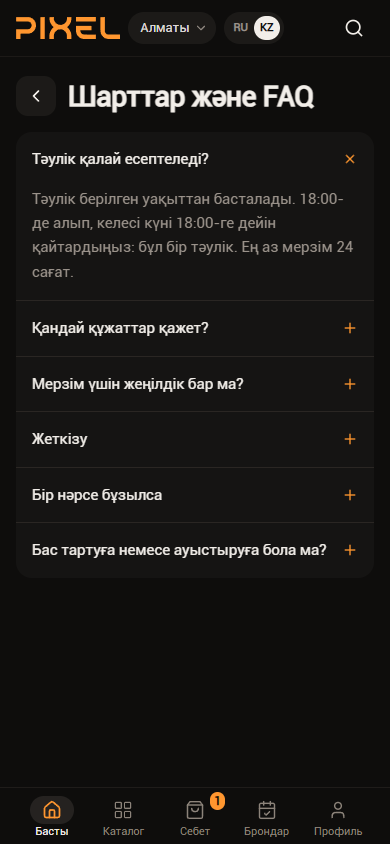 PIXEL
Алматы
RU KZ
Шарттар және FAQ
Тәулік қалай есептеледі?
Тәулік берілген уақыттан басталады. 18:00-
де алып, келесі күні 18:00-ге дейін
қайтардыңыз: бұл бір тәулік. Ең аз мерзім 24
сағат.
Қандай құжаттар қажет?
Мерзім үшін жеңілдік бар ма?
Жеткізу
Бір нәрсе бұзылса
Бас тартуға немесе ауыстыруға бола ма?
1
Басты Каталог Себет Брондар Профиль